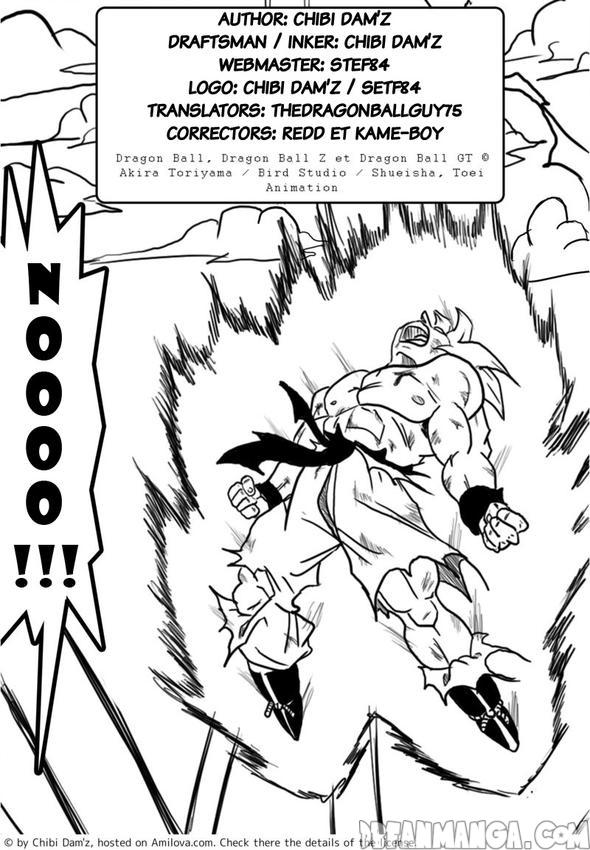 AUTHOR: CHIBI DAM'Z
DRAFTSMAN / INKER: CHIBI DAM'Z
WEBMASTER: STEF84
LOGO: CHIBI DAM'Z / SETF84
TRANSLATORS: THEDRAGONBALLGUY75
CORRECTORS: REDD ET KAME-BOY
Dragon Ball, Dragon Ball Z et Dragon Ball GT ©
Akira Toriyama / Bird Studio / Shueisha, Toei
Animation
NOOOO
!!!
FANMANGA.COM
© by Chibi Dam'z, hosted on Amilova.com. Check there the details of the license.